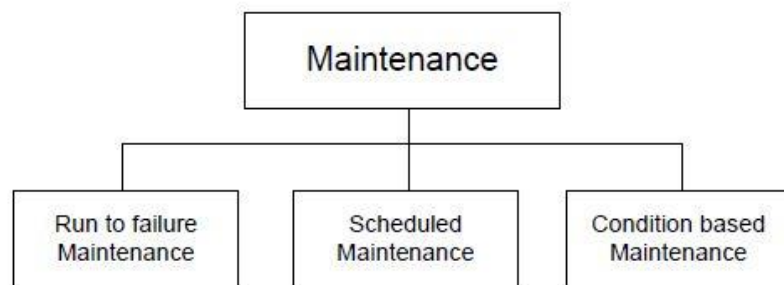 Maintenance
Run to failure
Maintenance
Scheduled
Maintenance
Condition based
Maintenance